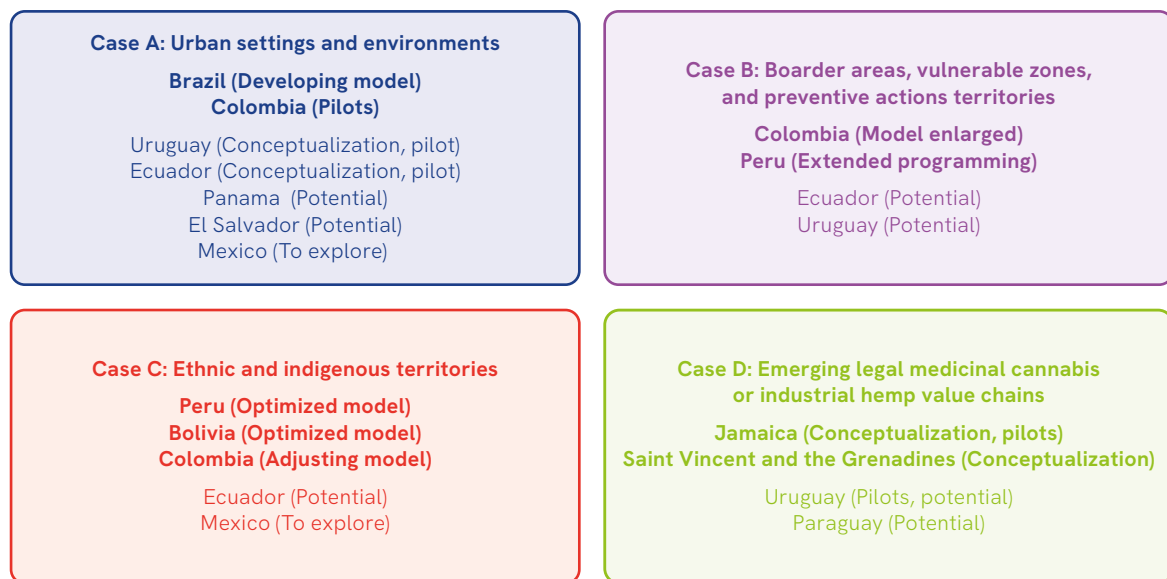 Case A: Urban settings and environments
Brazil (Developing model)
Colombia (Pilots)
Uruguay (Conceptualization, pilot)
Ecuador (Conceptualization, pilot)
Panama (Potential)
El Salvador (Potential)
Mexico (To explore)
Case B: Boarder areas, vulnerable zones,
and preventive actions territories
Colombia (Model enlarged)
Peru (Extended programming)
Ecuador (Potential)
Uruguay (Potential)
Case C: Ethnic and indigenous territories
Peru (Optimized model)
Bolivia (Optimized model)
Colombia (Adjusting model)
Ecuador (Potential)
Mexico (To explore)
Case D: Emerging legal medicinal cannabis
or industrial hemp value chains
Jamaica (Conceptualization, pilots)
Saint Vincent and the Grenadines (Conceptualization)
Uruguay (Pilots, potential)
Paraguay (Potential)